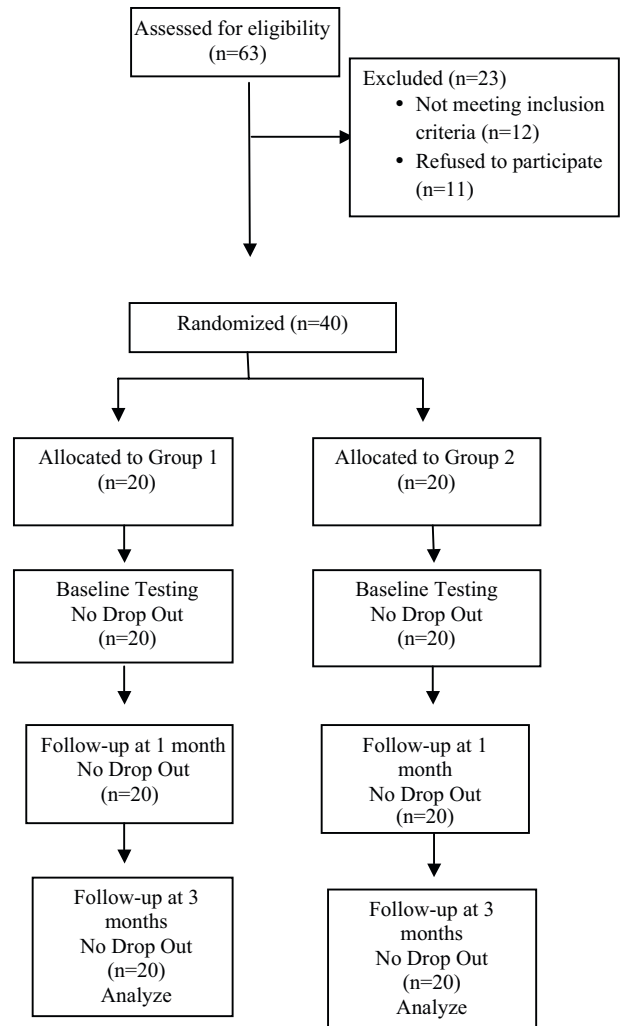 Assessed for eligibility
(n=63)
Excluded (n=23)
• Not meeting inclusion
criteria (n=12)
• Refused to participate
(n=11)
Randomized (n=40)
Allocated to Group 1
(n=20)
Allocated to Group 2
(n=20)
Baseline Testing
No Drop Out
(n=20)
Baseline Testing
No Drop Out
(n=20)
Follow-up at 1 month
No Drop Out
(n=20)
Follow-up at 1
month
No Drop Out
(n=20)
Follow-up at 3
months
No Drop Out
(n=20)
Analyze
Follow-up at 3
months
No Drop Out
(n=20)
Analyze